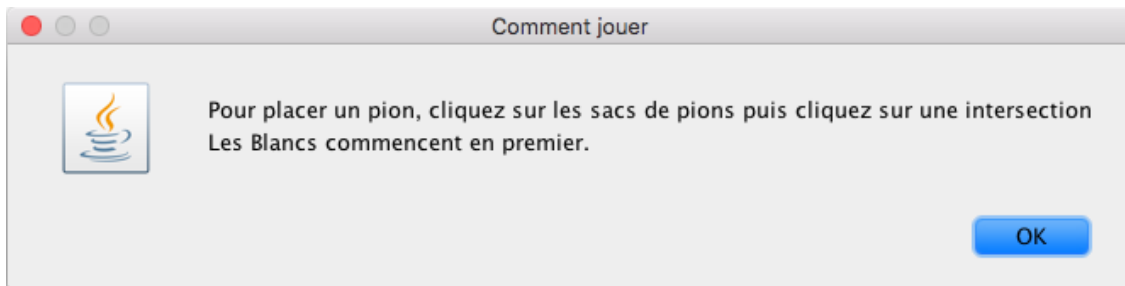 Comment jouer
Pour placer un pion, cliquez sur les sacs de pions puis cliquez sur une intersection
Les Blancs commencent en premier.
OK